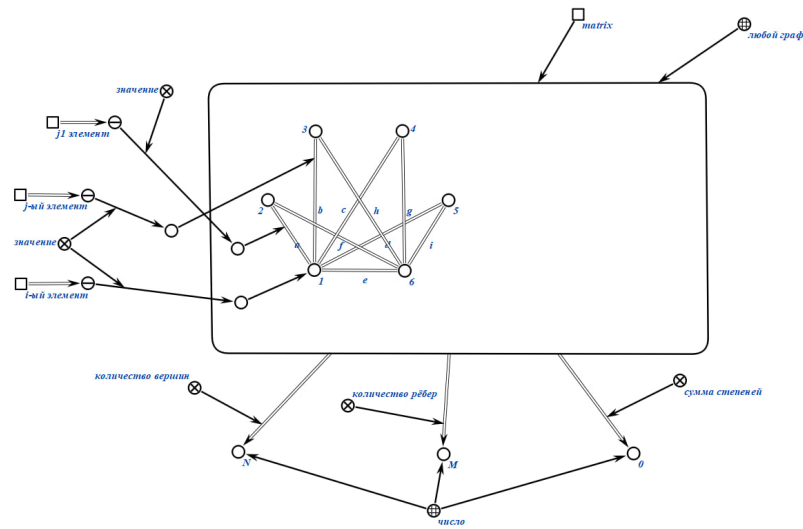 matrix
любой граф
значение
j1 элемент
3
4
j-ый элемент
2
b
c
h
g
5
значение
a
f
d
i
i-ый элемент
1
e
6
количество вершин
количество рёбер
сумма степеней
N
M
0
число